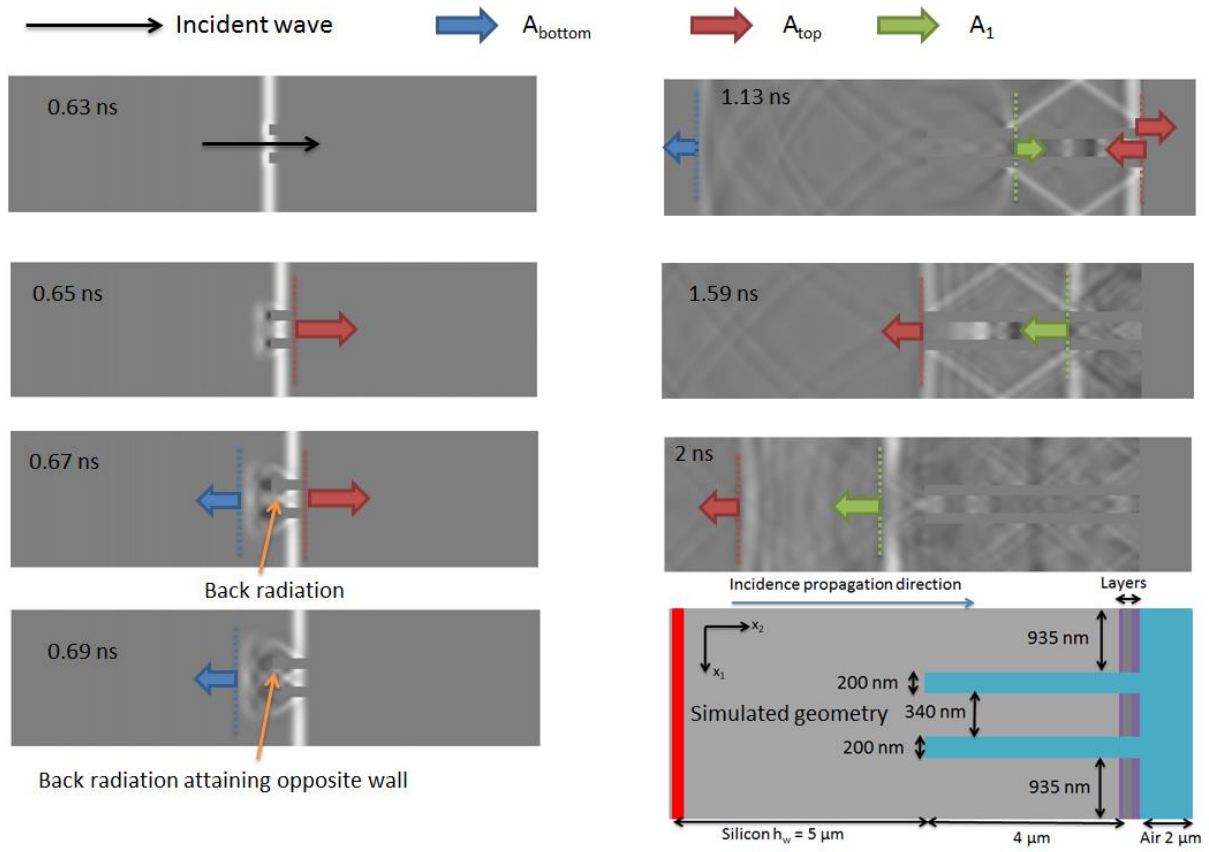 Incident wave
A_bottom
A_top
A_1
0.63 ns
0.65 ns
0.67 ns
Back radiation
0.69 ns
Back radiation attaining opposite wall
1.13 ns
1.59 ns
2 ns
Incidence propagation direction
Layers
x_2
x_1
935 nm
200 nm
Simulated geometry
340 nm
200 nm
935 nm
Silicon h_w = 5 μm
4 μm
Air 2 μm